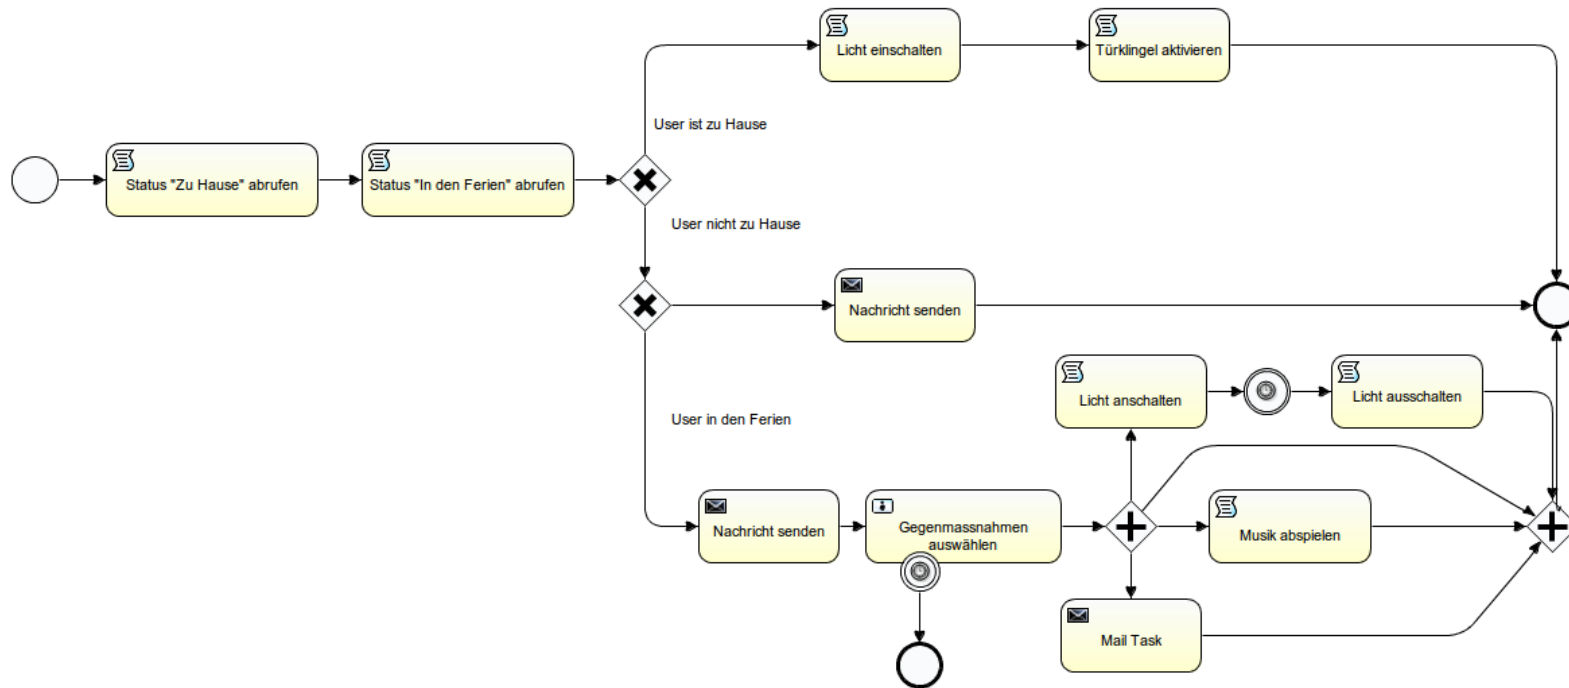 Licht einschalten
Türklingel aktivieren
User ist zu Hause
Status "Zu Hause" abrufen
Status "In den Ferien" abrufen
User nicht zu Hause
Nachricht senden
Licht anschalten
Licht ausschalten
User in den Ferien
Nachricht senden
Gegenmassnahmen
auswählen
Musik abspielen
Mail Task